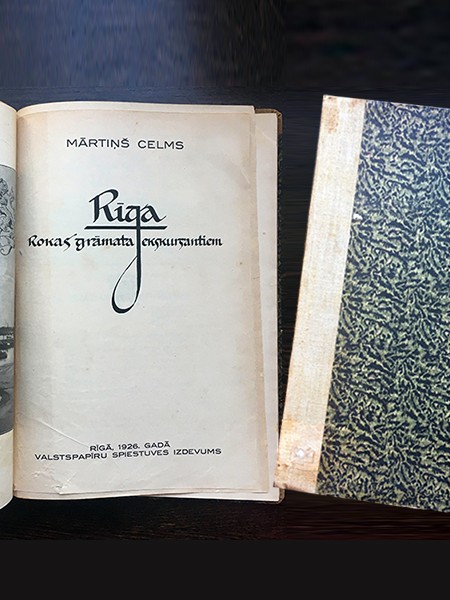 MĀRTIŅŠ CELMS
Rīga
Rokas grāmata ekskursantiem
RĪGĀ, 1926. GADĀ
VALSTSPAPĪRU SPIESTUVES IZDEVUMS